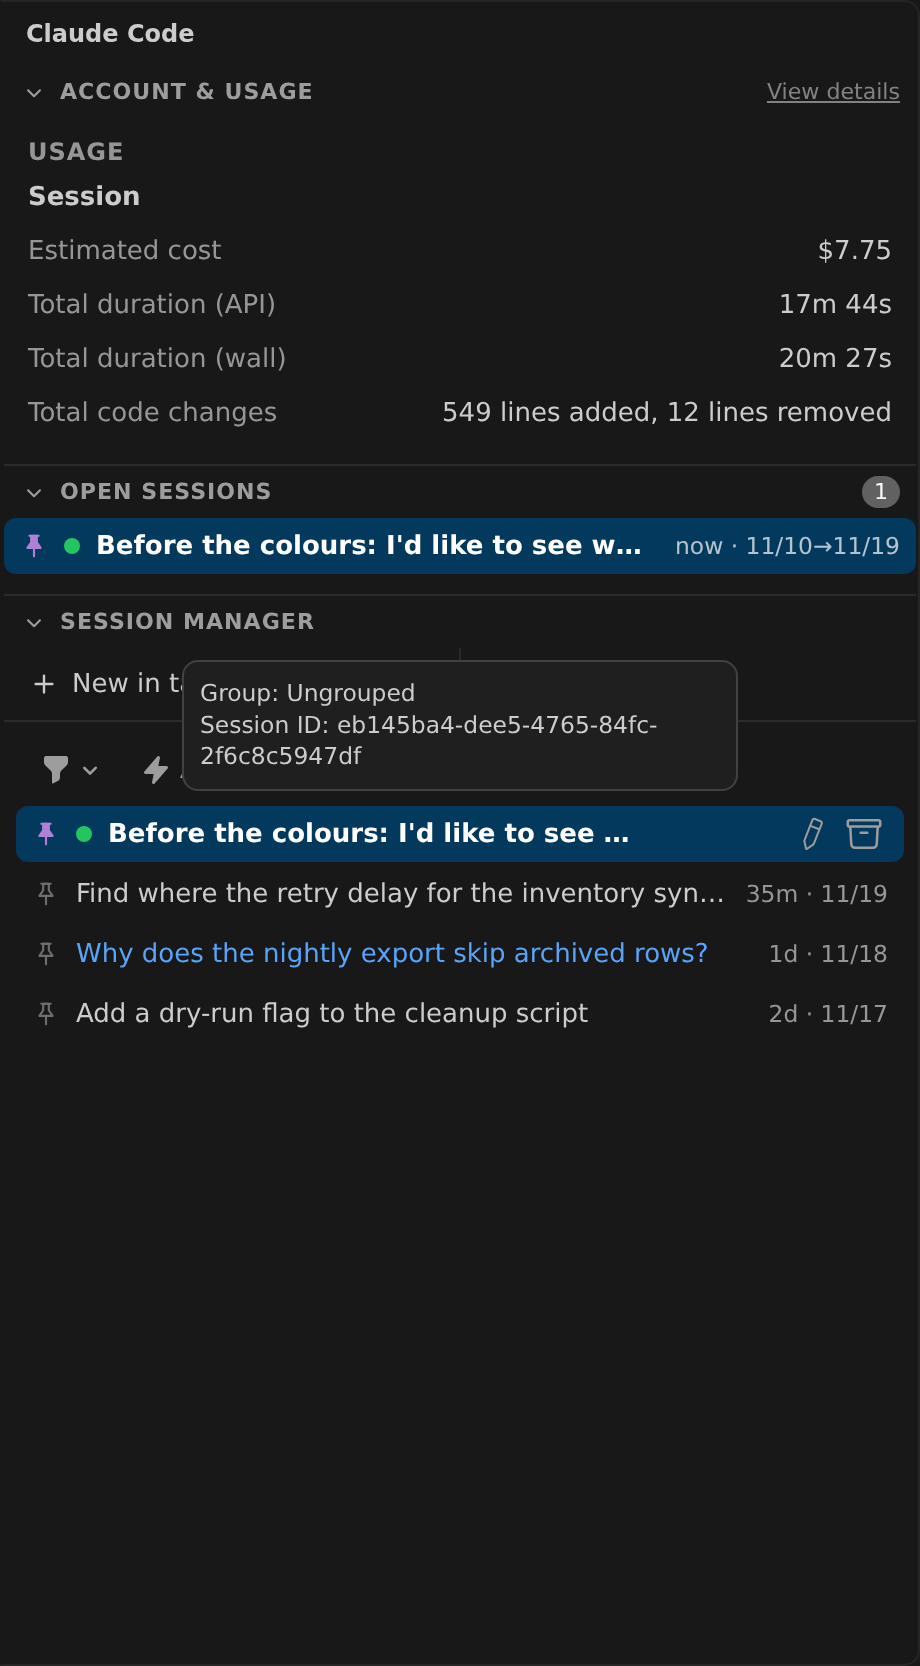 Claude Code
ACCOUNT & USAGE
View details
USAGE
Session
Estimated cost
$7.75
Total duration (API)
17m 44s
Total duration (wall)
20m 27s
Total code changes
549 lines added, 12 lines removed
OPEN SESSIONS
1
Before the colours: I'd like to see w...
now · 11/10→11/19
SESSION MANAGER
New in
Group: Ungrouped
Session ID: eb145ba4-dee5-4765-84fc-
2f6c8c5947df
Before the colours: I'd like to see ...
Find where the retry delay for the inventory syn...
35m · 11/19
Why does the nightly export skip archived rows?
1d · 11/18
Add a dry-run flag to the cleanup script
2d · 11/17